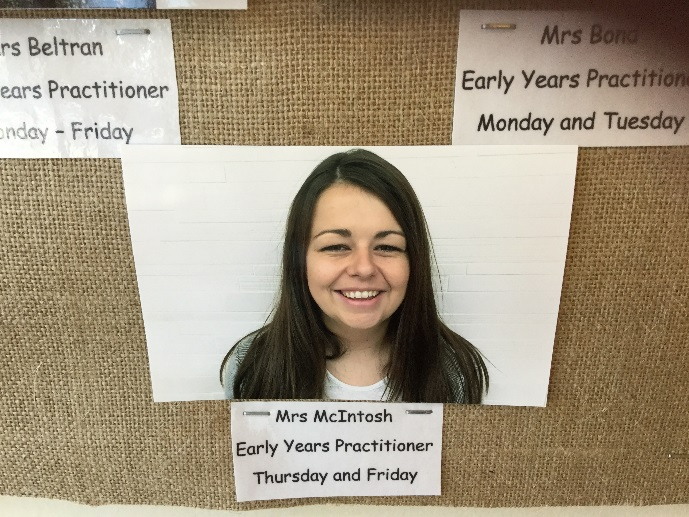 rs Beltran
ears Practitioner
onday – Friday
Mrs Bond
Early Years Practition
Monday and Tuesday
Mrs McIntosh
Early Years Practitioner
Thursday and Friday